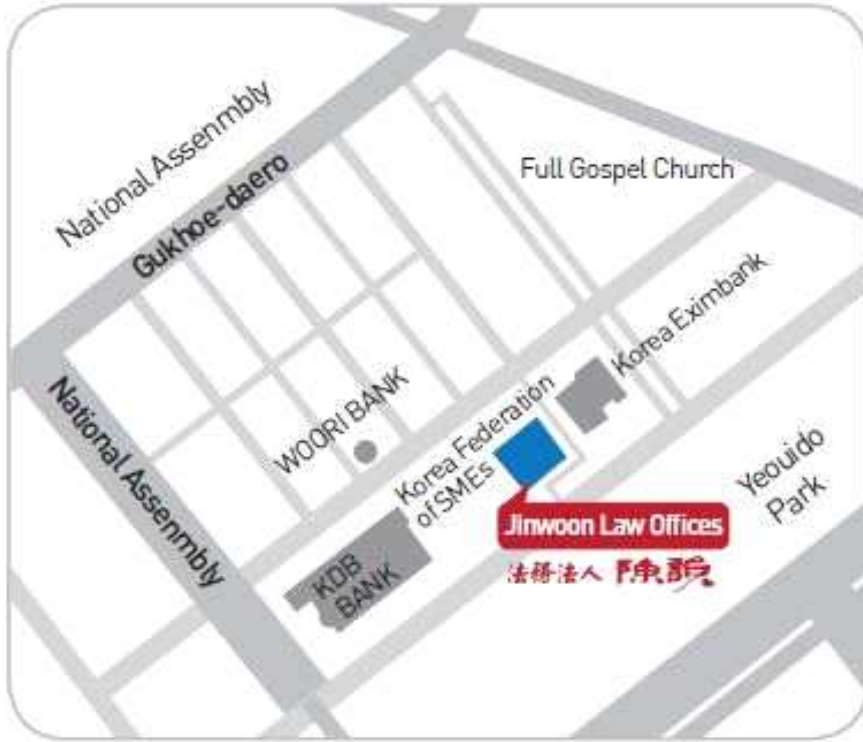 National Assenmbly
Gukhoe-daero
Full Gospel Church
National Assenmbly
WOORI BANK
Korea Eximbank
Korea Federation
of SMEs
Yeouido
Park
Jinwoon Law Offices
KDB
BANK
法務法人